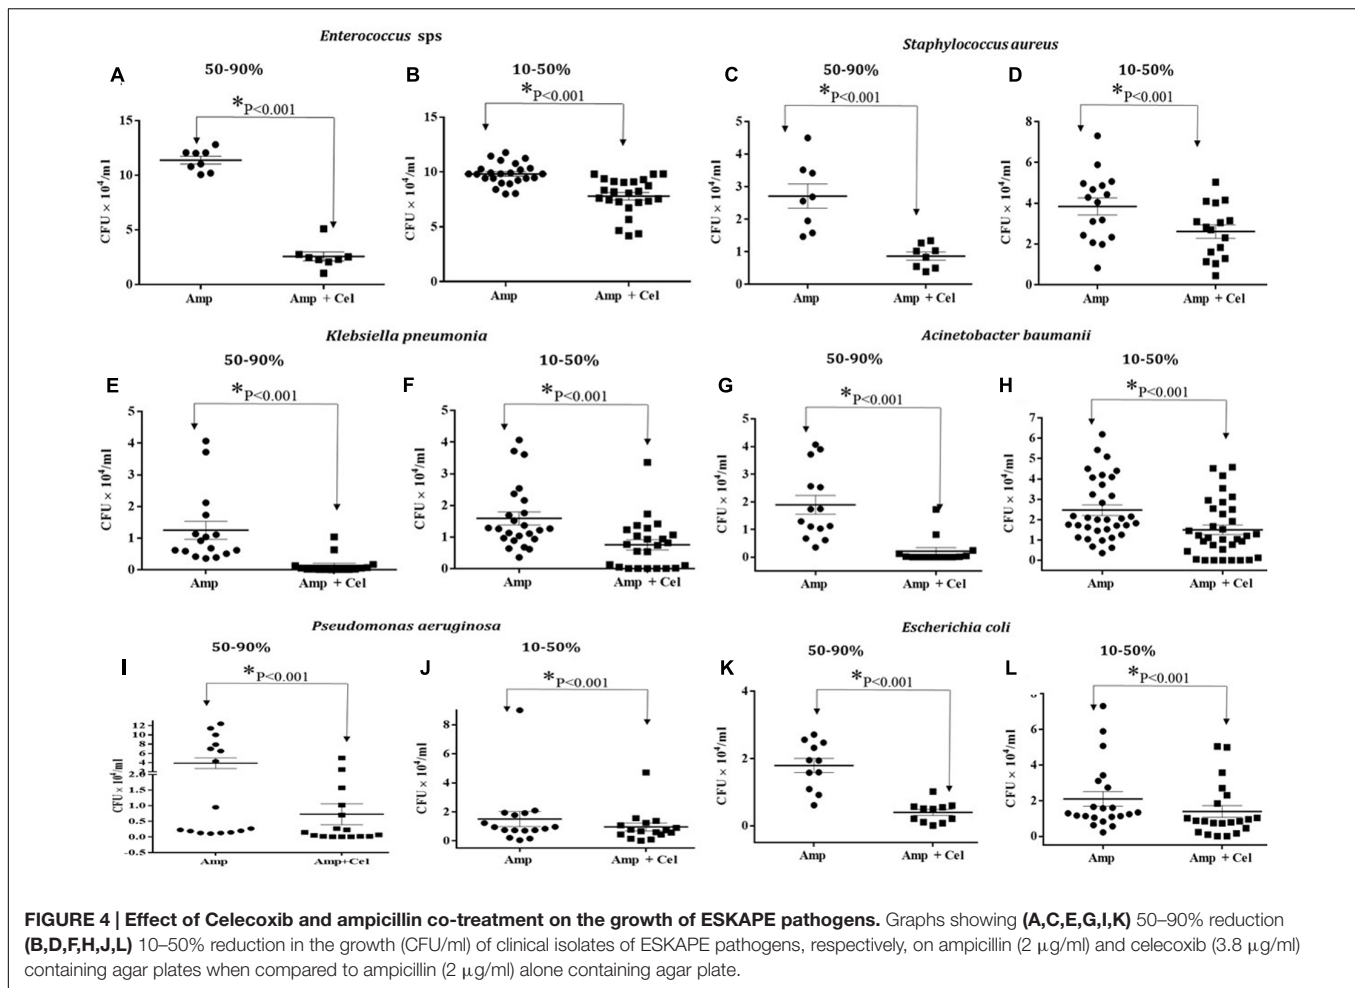 Enterococcus sps
Staphylococcus aureus
A
50-90%
B
10-50%
C
50-90%
D
10-50%
*P<0.001
*P<0.001
*P<0.001
*P<0.001
CFU × 10⁴/ml
15
10
5
0
Amp
Amp + Cel
CFU × 10⁴/ml
15
10
5
0
Amp
Amp + Cel
CFU × 10⁴/ml
5
4
3
2
1
0
Amp
Amp + Cel
CFU × 10⁴/ml
8
6
4
2
0
Amp
Amp + Cel
Klebsiella pneumonia
Acinetobacter baumanii
E
50-90%
F
10-50%
G
50-90%
H
10-50%
*P<0.001
*P<0.001
*P<0.001
*P<0.001
CFU × 10⁴/ml
5
4
3
2
1
0
Amp
Amp + Cel
CFU × 10⁴/ml
5
4
3
2
1
0
Amp
Amp + Cel
CFU × 10⁴/ml
5
4
3
2
1
0
Amp
Amp + Cel
CFU × 10⁴/ml
7
6
5
4
3
2
1
0
Amp
Amp + Cel
Pseudomonas aeruginosa
Escherichia coli
I
50-90%
J
10-50%
K
50-90%
L
10-50%
*P<0.001
*P<0.001
*P<0.001
*P<0.001
CFU × 10⁴/ml
12
10
8
6
4
2.0
1.5
1.0
0.5
0.0
-0.5
Amp
Amp+Cel
CFU × 10⁴/ml
8
6
4
2
0
Amp
Amp + Cel
CFU × 10⁴/ml
4
2
0
Amp
Amp + Cel
CFU × 10⁴/ml
8
6
4
2
0
Amp
Amp + Cel
FIGURE 4 | Effect of Celecoxib and ampicillin co-treatment on the growth of ESKAPE pathogens. Graphs showing (A,C,E,G,I,K) 50–90% reduction
(B,D,F,H,J,L) 10–50% reduction in the growth (CFU/ml) of clinical isolates of ESKAPE pathogens, respectively, on ampicillin (2 μg/ml) and celecoxib (3.8 μg/ml)
containing agar plates when compared to ampicillin (2 μg/ml) alone containing agar plate.